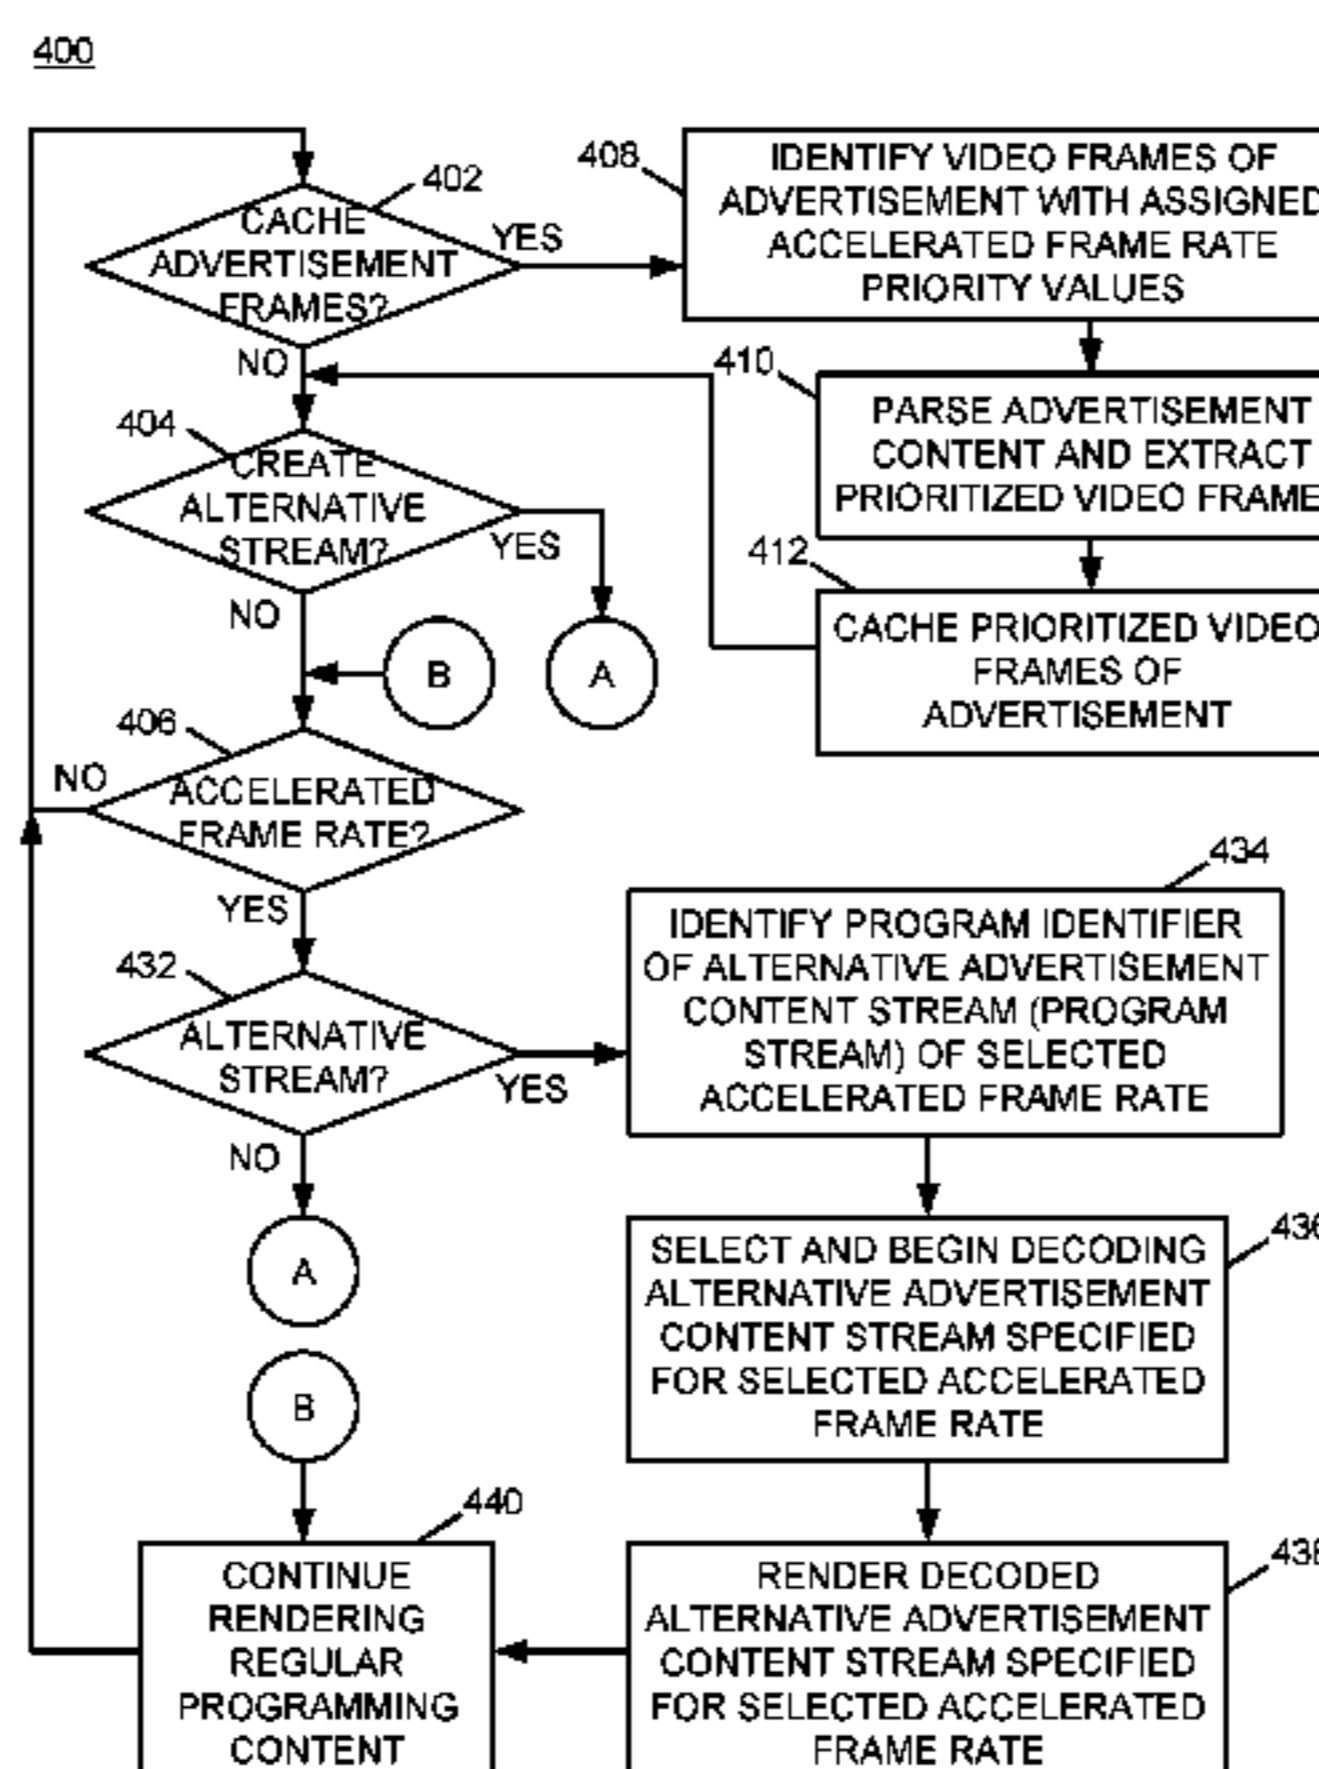 400
402
CACHE
ADVERTISEMENT
FRAMES?
YES
NO
408
IDENTIFY VIDEO FRAMES OF
ADVERTISEMENT WITH ASSIGNED
ACCELERATED FRAME RATE
PRIORITY VALUES
410
PARSE ADVERTISEMENT
CONTENT AND EXTRACT
PRIORITIZED VIDEO FRAME
404
CREATE
ALTERNATIVE
STREAM?
YES
NO
412
CACHE PRIORITIZED VIDEO
FRAMES OF
ADVERTISEMENT
B
A
406
NO
ACCELERATED
FRAME RATE?
YES
434
IDENTIFY PROGRAM IDENTIFIER
OF ALTERNATIVE ADVERTISEMENT
CONTENT STREAM (PROGRAM
STREAM) OF SELECTED
ACCELERATED FRAME RATE
432
ALTERNATIVE
STREAM?
YES
NO
A
436
SELECT AND BEGIN DECODING
ALTERNATIVE ADVERTISEMENT
CONTENT STREAM SPECIFIED
FOR SELECTED ACCELERATED
FRAME RATE
B
440
CONTINUE
RENDERING
REGULAR
PROGRAMMING
CONTENT
438
RENDER DECODED
ALTERNATIVE ADVERTISEMENT
CONTENT STREAM SPECIFIED
FOR SELECTED ACCELERATED
FRAME RATE